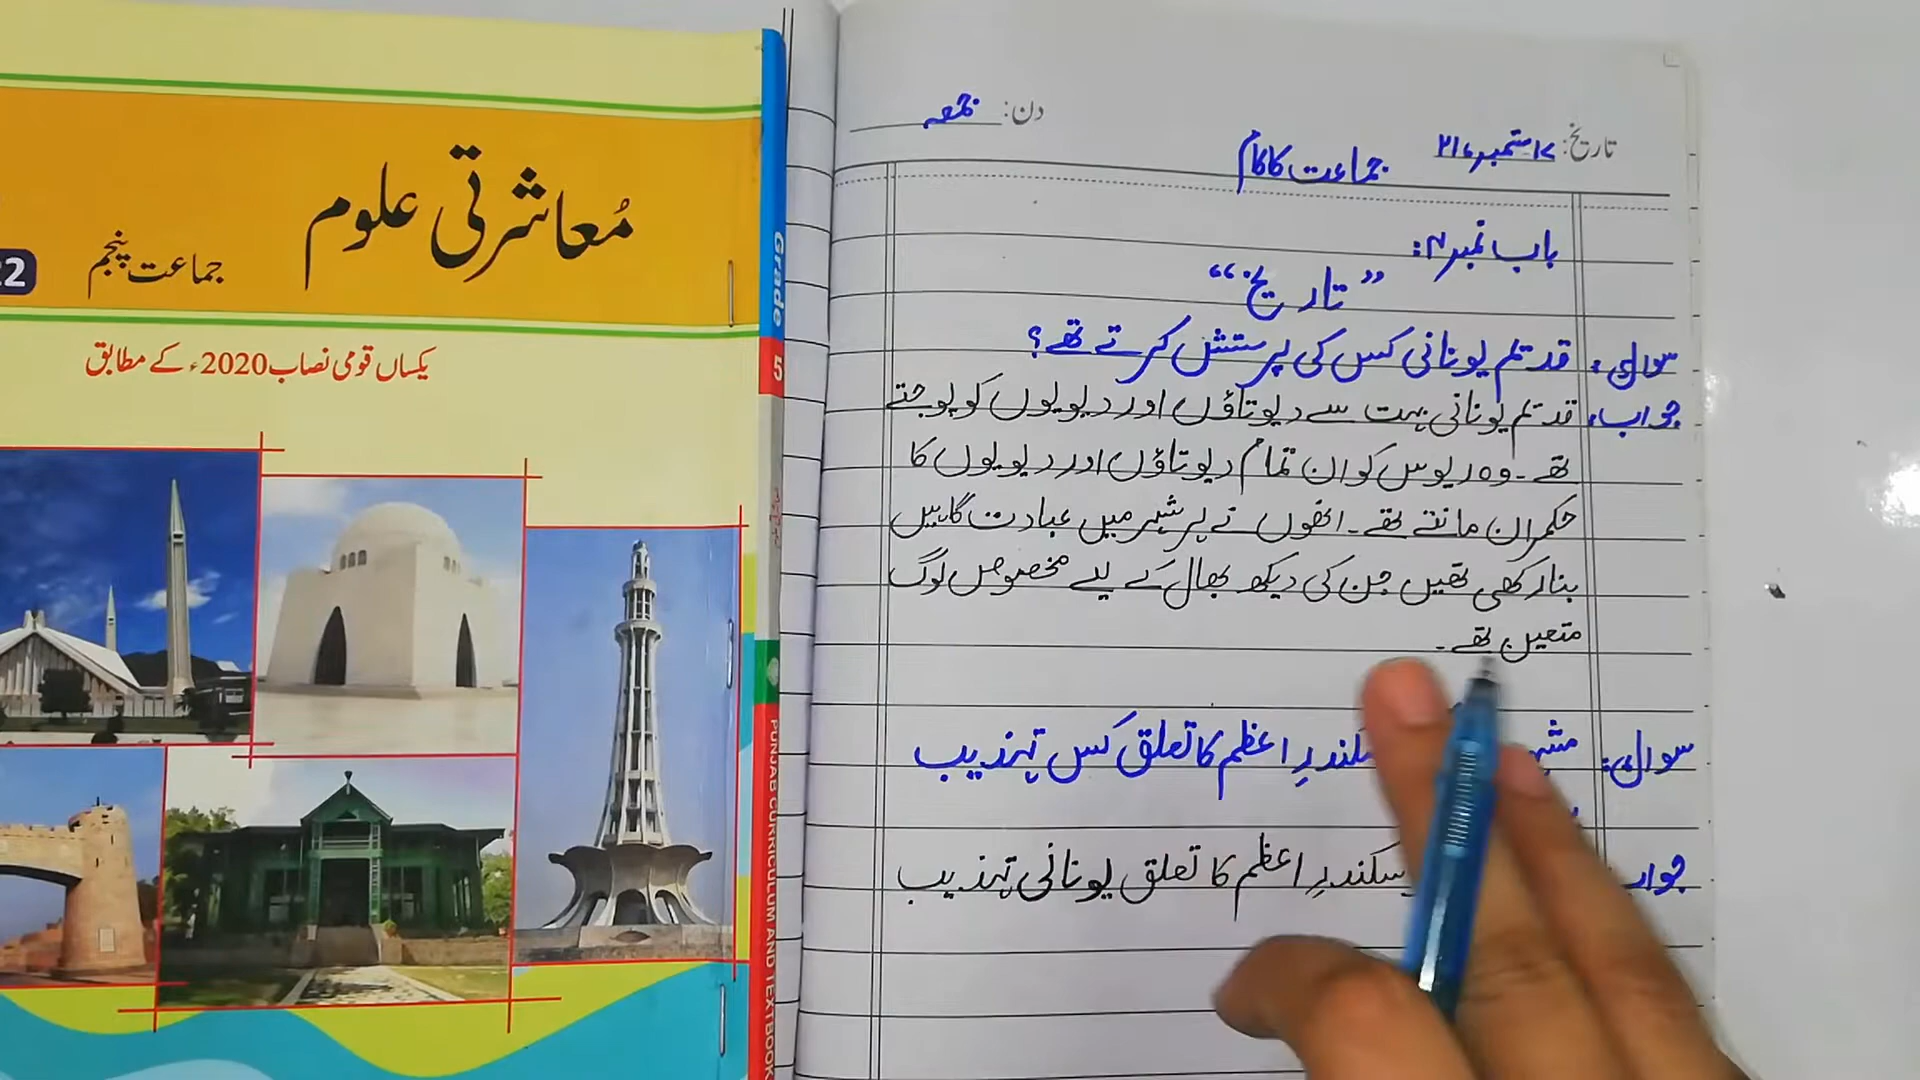 مُعاشرتی علوم
جماعت پنجم
22
یکساں قومی نصاب 2020ء کے مطابق
Grade
5
PUNJAB CURRICULUM AND TEXTBOOK
دن:
تاریخ: ۱۷ ستمبر ۲۱ء
جماعت کا کام
باب نمبر ۲:
”تاریخ“
سوال: قدیم یونانی کس کی پرستش کرتے تھے؟
جواب: قدیم یونانی بہت سے دیوتاؤں اور دیویوں کو پوجتے
تھے۔ وہ ریوس کو ان تمام دیوتاؤں اور دیویوں کا
حکمران مانتے تھے۔ انھوں نے ہر شہر میں عبادت گاہیں
بنا رکھی تھیں جن کی دیکھ بھال کے لیے مخصوص لوگ
متعین تھے۔
سوال: سکندرِ اعظم کا تعلق کس تہذیب
سکندرِ اعظم کا تعلق یونانی تہذیب